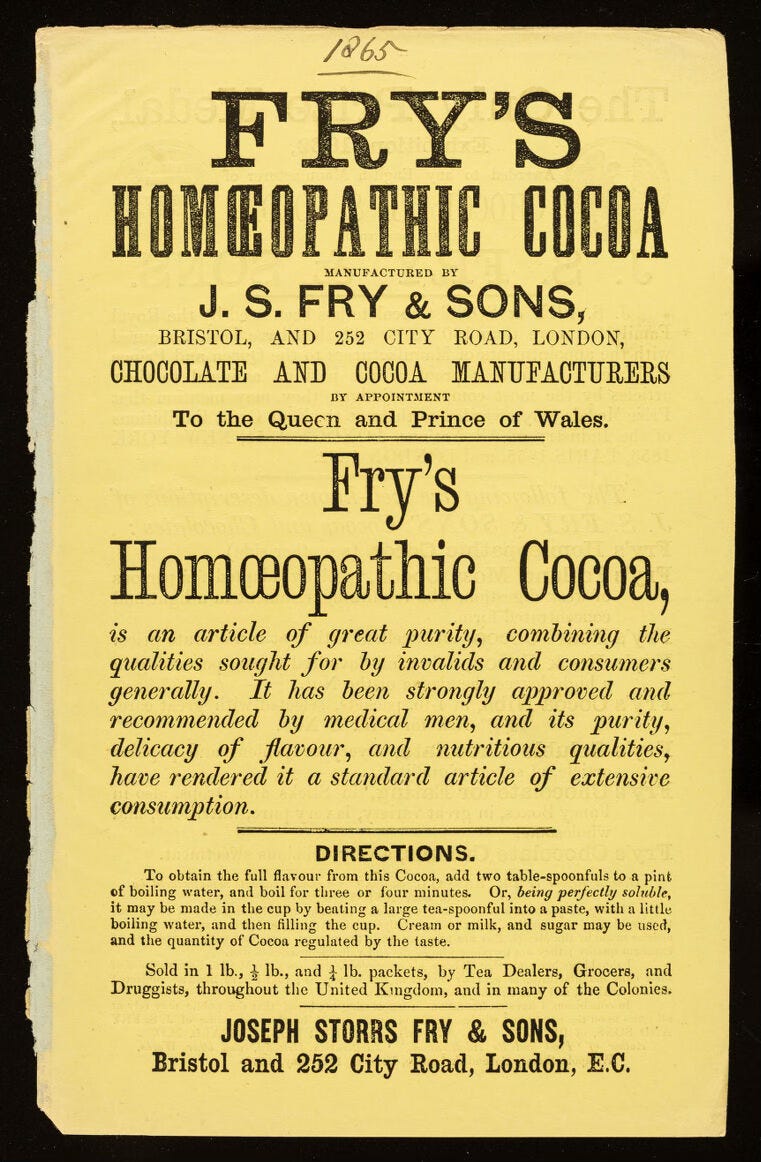 1865
FRY'S
HOMŒOPATHIC COCOA
MANUFACTURED BY
J. S. FRY & SONS,
BRISTOL, AND 252 CITY ROAD, LONDON,
CHOCOLATE AND COCOA MANUFACTURERS
BY APPOINTMENT
To the Queen and Prince of Wales.
Fry's
Homœopathic Cocoa,
is an article of great purity, combining the
qualities sought for by invalids and consumers
generally. It has been strongly approved and
recommended by medical men, and its purity,
delicacy of flavour, and nutritious qualities,
have rendered it a standard article of extensive
consumption.
DIRECTIONS.
To obtain the full flavour from this Cocoa, add two table-spoonfuls to a pint
of boiling water, and boil for three or four minutes. Or, being perfectly soluble,
it may be made in the cup by beating a large tea-spoonful into a paste, with a little
boiling water, and then filling the cup. Cream or milk, and sugar may be used,
and the quantity of Cocoa regulated by the taste.
Sold in 1 lb., ½ lb., and ¼ lb. packets, by Tea Dealers, Grocers, and
Druggists, throughout the United Kingdom, and in many of the Colonies.
JOSEPH STORRS FRY & SONS,
Bristol and 252 City Road, London, E.C.